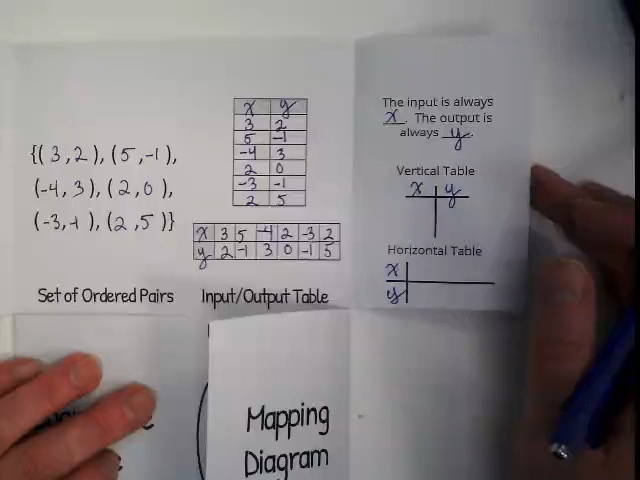 {(3,2), (5,-1),
(-4,3), (2,0),
(-3,-1), (2,5)}
Set of Ordered Pairs
x y
3 2
5 -1
-4 3
2 0
-3 -1
2 5
x 3 5 -4 2 -3 2
y 2 -1 3 0 -1 5
Input/Output Table
The input is always
x. The output is
always y.
Vertical Table
x y
Horizontal Table
x
y
Mapping
Diagram